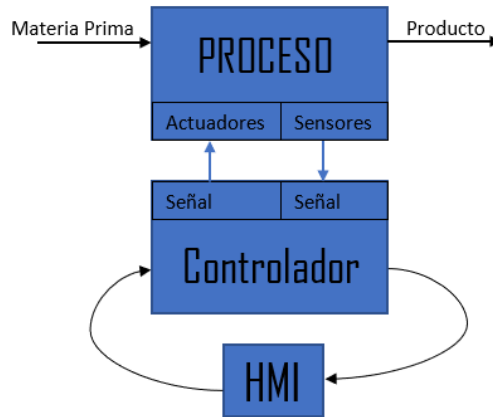 Materia Prima
PROCESO
Producto
Actuadores
Sensores
Señal
Señal
Controlador
HMI